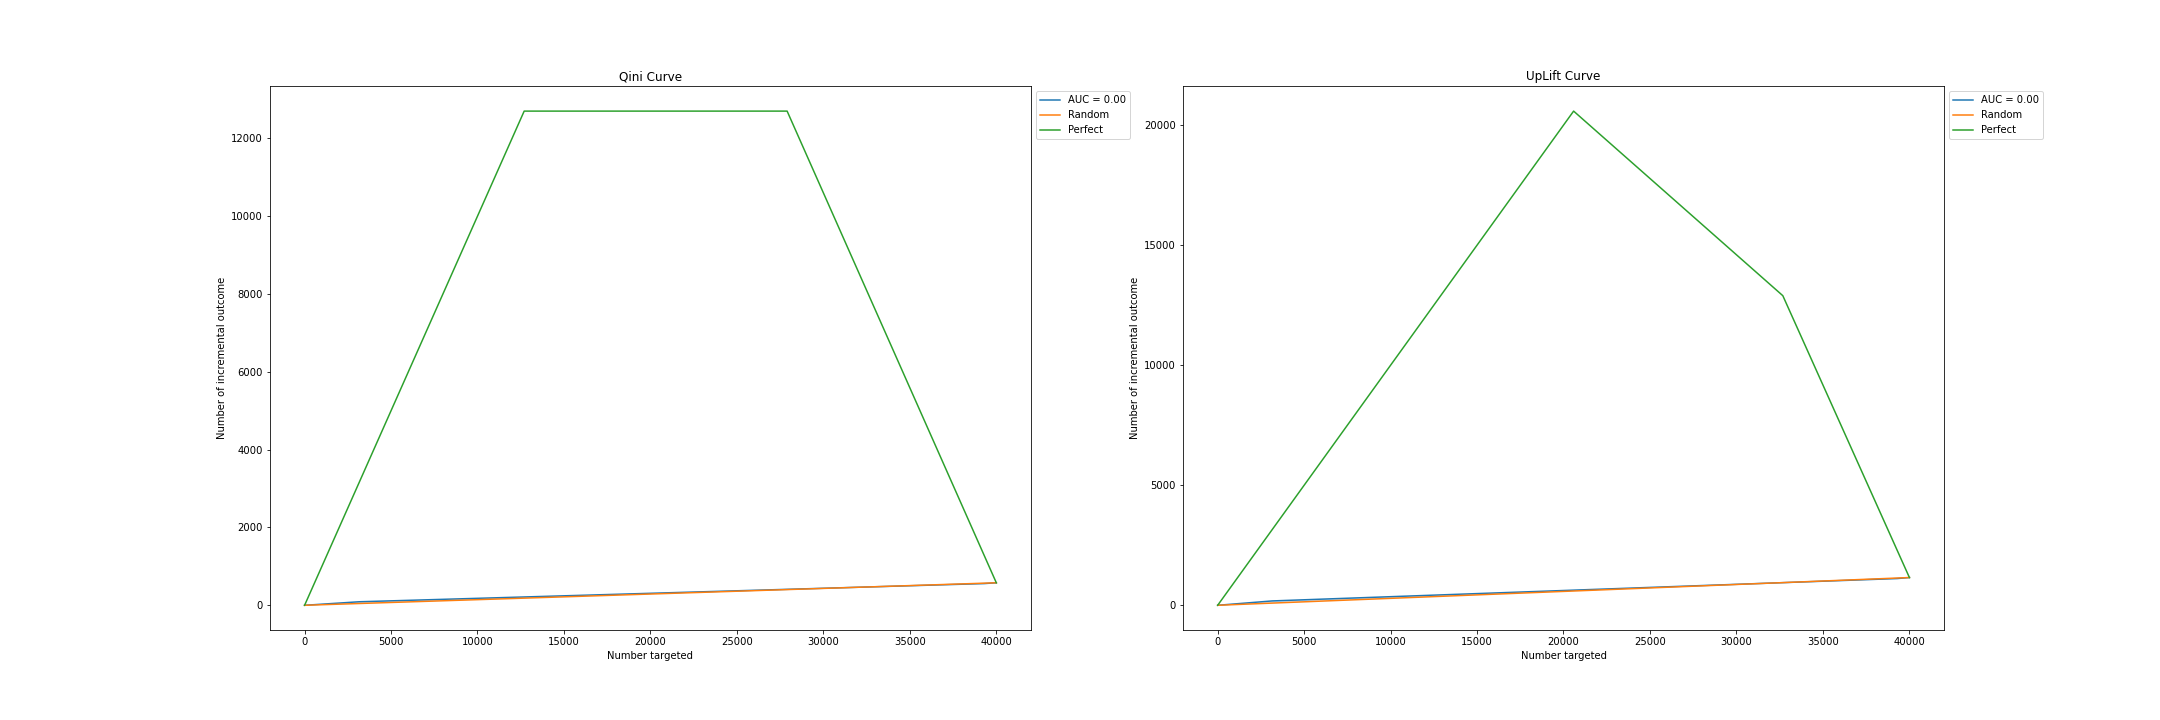 Qini Curve
12000
10000
8000
6000
4000
2000
0
Number of incremental outcome
0 5000 10000 15000 20000 25000 30000 35000 40000
Number targeted
AUC = 0.00
Random
Perfect
UpLift Curve
20000
15000
10000
5000
0
Number of incremental outcome
0 5000 10000 15000 20000 25000 30000 35000 40000
Number targeted
AUC = 0.00
Random
Perfect